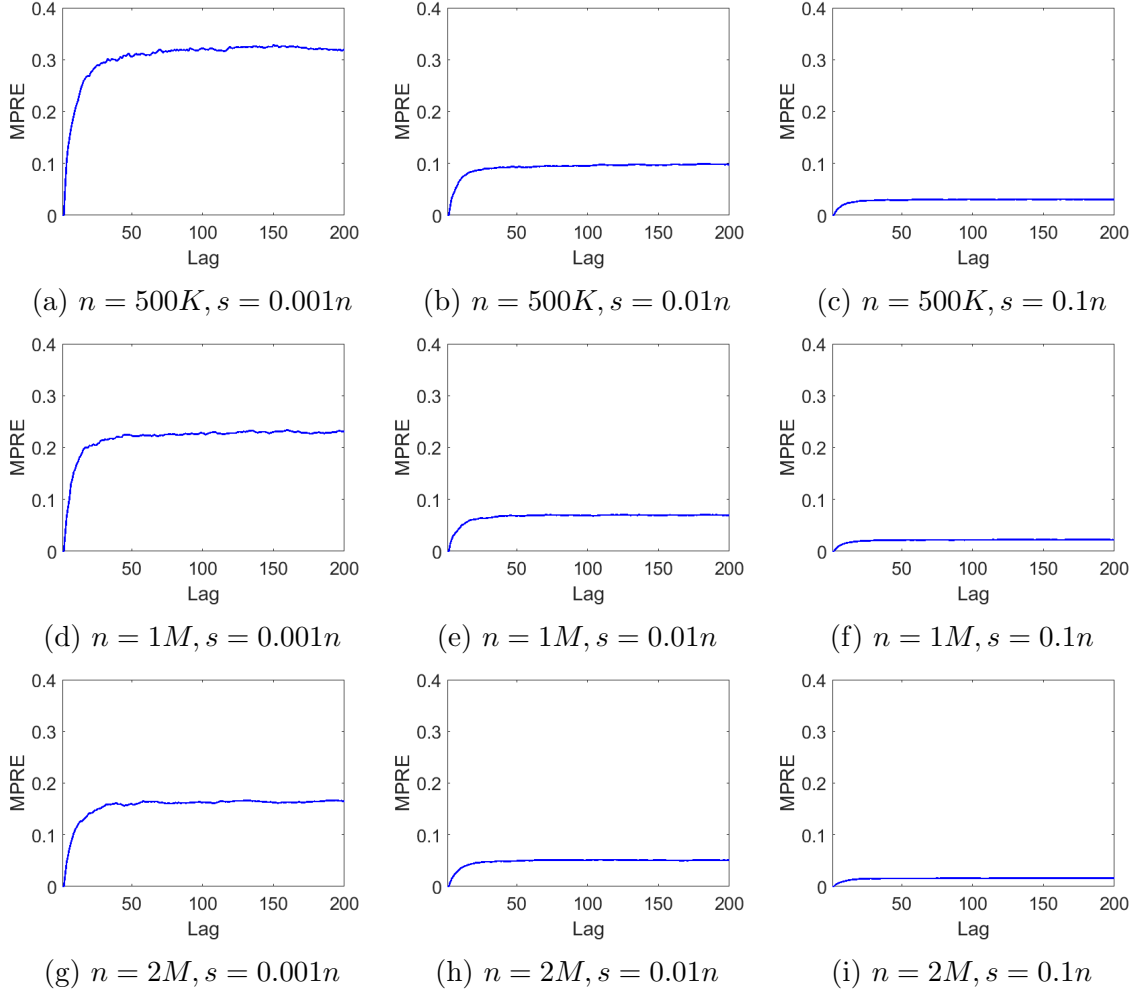 0.4 0.4 0.4
0.3 0.3 0.3
MPRE MPRE MPRE
0.2 0.2 0.2
0.1 0.1 0.1
0 0 0
50 100 150 200 50 100 150 200 50 100 150 200
Lag Lag Lag
(a) n = 500K, s = 0.001n (b) n = 500K, s = 0.01n (c) n = 500K, s = 0.1n
0.4 0.4 0.4
0.3 0.3 0.3
MPRE MPRE MPRE
0.2 0.2 0.2
0.1 0.1 0.1
0 0 0
50 100 150 200 50 100 150 200 50 100 150 200
Lag Lag Lag
(d) n = 1M, s = 0.001n (e) n = 1M, s = 0.01n (f) n = 1M, s = 0.1n
0.4 0.4 0.4
0.3 0.3 0.3
MPRE MPRE MPRE
0.2 0.2 0.2
0.1 0.1 0.1
0 0 0
50 100 150 200 50 100 150 200 50 100 150 200
Lag Lag Lag
(g) n = 2M, s = 0.001n (h) n = 2M, s = 0.01n (i) n = 2M, s = 0.1n